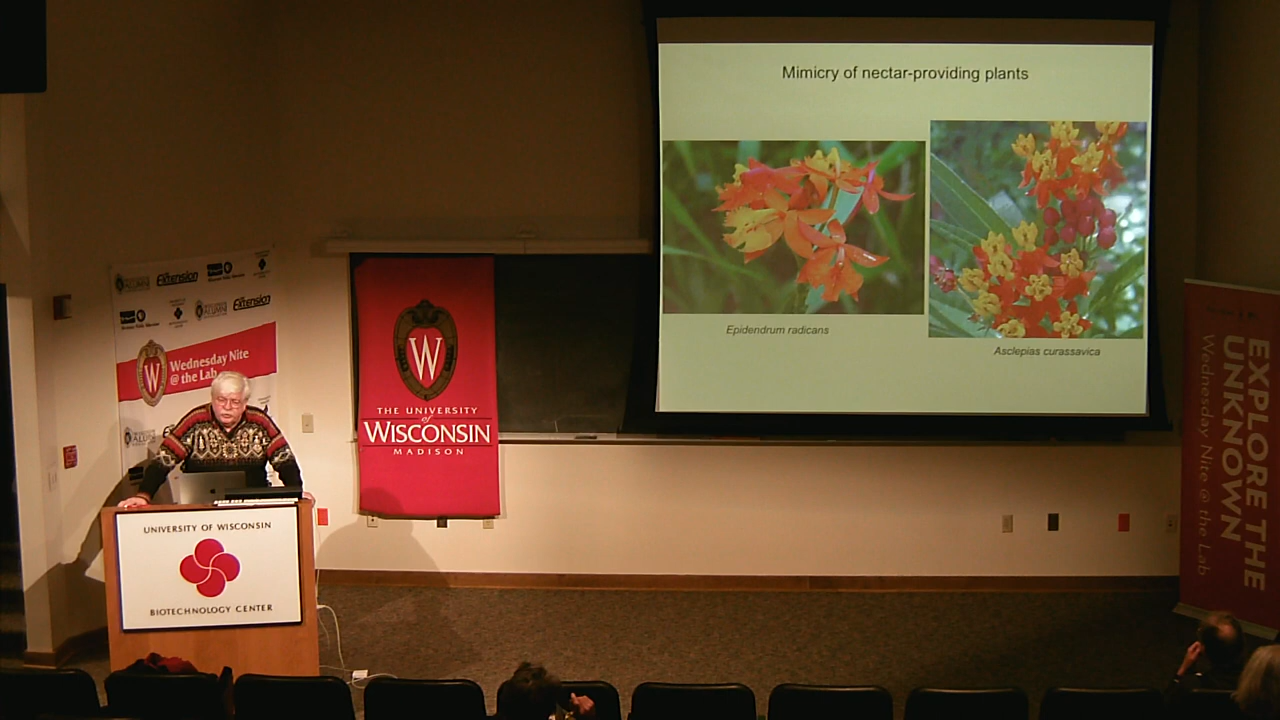 Mimicry of nectar-providing plants
Epidendrum radicans
Asclepias curassavica
Extension
Extension
Wednesday Nite
@ the Lab
W
THE UNIVERSITY
of
WISCONSIN
MADISON
UNIVERSITY OF WISCONSIN
BIOTECHNOLOGY CENTER
EXPLORE THE
UNKNOWN
Wednesday Nite @ the Lab